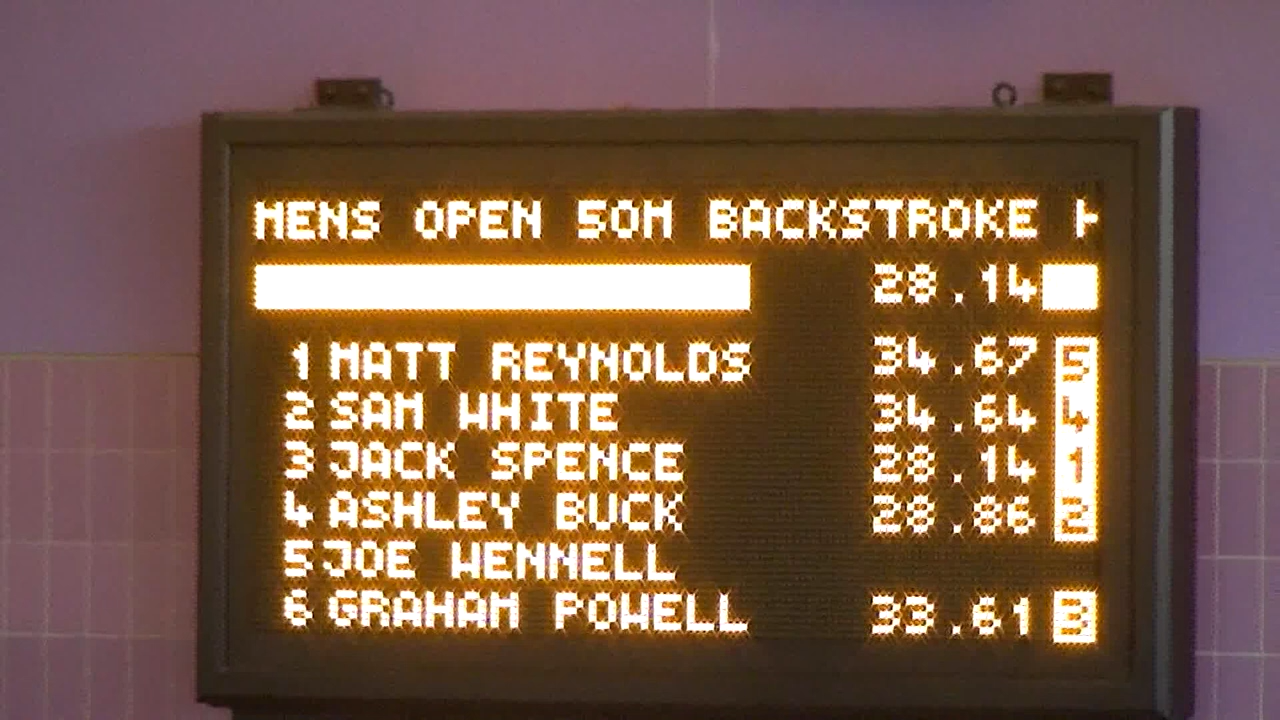 MENS OPEN 50M BACKSTROKE H
28.14
1 MATT REYNOLDS 34.67 5
2 SAM WHITE 34.64 4
3 JACK SPENCE 28.14 1
4 ASHLEY BUCK 28.86 2
5 JOE WENNELL
6 GRAHAM POWELL 33.61 3